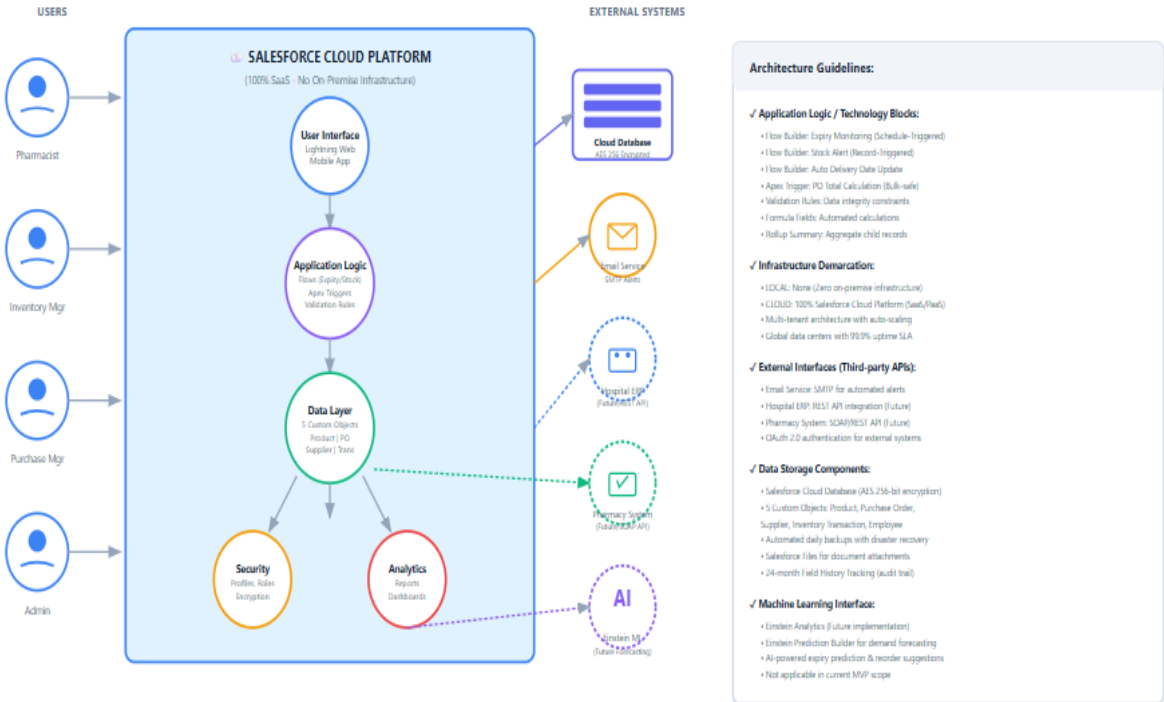 USERS
Pharmacist
Inventory Mgr
Purchase Mgr
Admin
SALESFORCE CLOUD PLATFORM
(100% SaaS - No On-Premise Infrastructure)
User Interface
Lightning Web
Mobile App
Application Logic
Flows (Expiry/Stock)
Apex Triggers
Validation Rules
Data Layer
5 Custom Objects
Product | PO
Supplier | Trans
Security
Profiles, Roles
Encryption
Analytics
Reports
Dashboards
EXTERNAL SYSTEMS
Cloud Database
AES 256 Encrypted
Email Service
SMTP Alerts
Hospital ERP
(Future REST API)
Pharmacy System
(Future SOAP API)
AI
Einstein ML
(Future Forecasting)
Architecture Guidelines:
✓ Application Logic / Technology Blocks:
• Flow Builder: Expiry Monitoring (Schedule-Triggered)
• Flow Builder: Stock Alert (Record-Triggered)
• Flow Builder: Auto Delivery Date Update
• Apex Trigger: PO Total Calculation (Bulk-safe)
• Validation Rules: Data integrity constraints
• Formula Fields: Automated calculations
• Rollup Summary: Aggregate child records
✓ Infrastructure Demarcation:
• LOCAL: None (Zero on-premise infrastructure)
• CLOUD: 100% Salesforce Cloud Platform (SaaS/PaaS)
• Multi-tenant architecture with auto-scaling
• Global data centers with 99.9% uptime SLA
✓ External Interfaces (Third-party APIs):
• Email Service: SMTP for automated alerts
• Hospital ERP: REST API integration (Future)
• Pharmacy System: SOAP/REST API (Future)
• OAuth 2.0 authentication for external systems
✓ Data Storage Components:
• Salesforce Cloud Database (AES 256-bit encryption)
• 5 Custom Objects: Product, Purchase Order,
Supplier, Inventory Transaction, Employee
• Automated daily backups with disaster recovery
• Salesforce Files for document attachments
• 24-month Field History Tracking (audit trail)
✓ Machine Learning Interface:
• Einstein Analytics (Future implementation)
• Einstein Prediction Builder for demand forecasting
• AI-powered expiry prediction & reorder suggestions
• Not applicable in current MVP scope